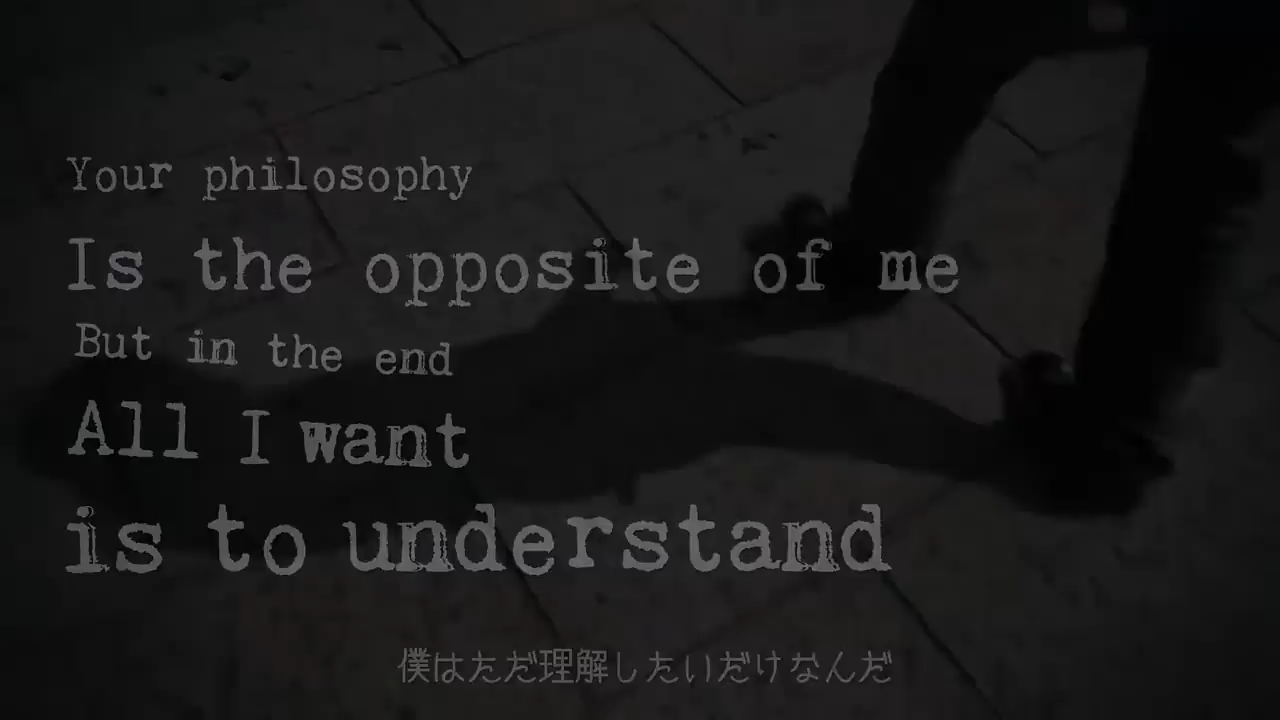 Your philosophy
Is the opposite of me
But in the end
All I want
is to understand
僕はただ理解したいだけなんだ